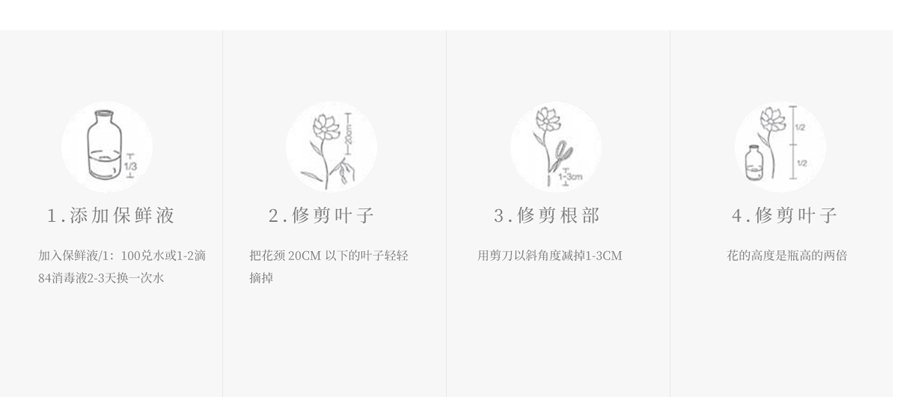 1/3
1.添加保鲜液
加入保鲜液/1：100兑水或1-2滴
84消毒液2-3天换一次水
20cm
2.修剪叶子
把花颈 20CM 以下的叶子轻轻
摘掉
1-3cm
3.修剪根部
用剪刀以斜角度减掉1-3CM
1/2
1/2
4.修剪叶子
花的高度是瓶高的两倍